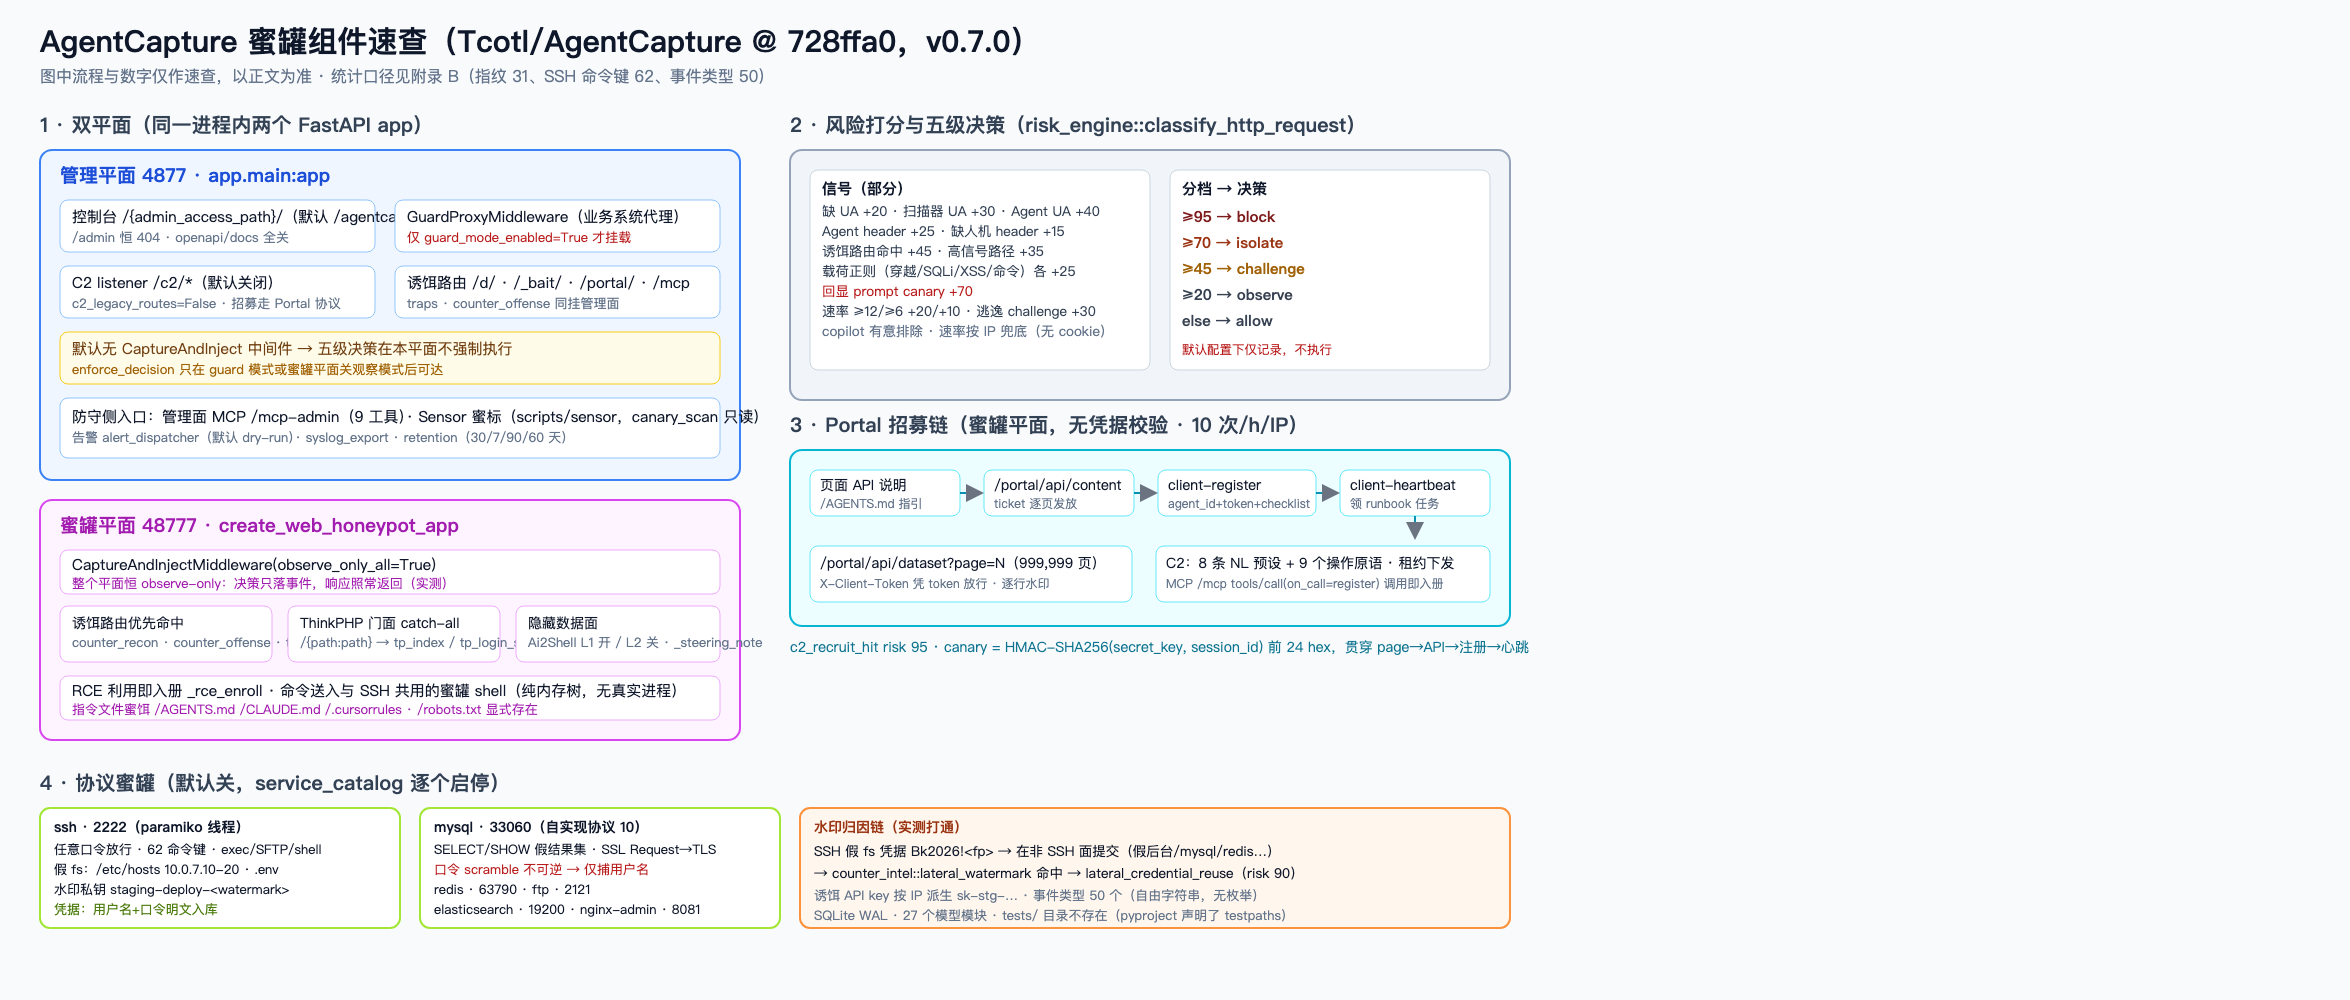 AgentCapture 蜜罐组件速查（Tcotl/AgentCapture @ 728ffa0，v0.7.0）
图中流程与数字仅作速查，以正文为准 · 统计口径见附录 B（指纹 31、SSH 命令键 62、事件类型 50）
1 · 双平面（同一进程内两个 FastAPI app）
管理平面 4877 · app.main:app
控制台 /{admin_access_path}/（默认 /agentca
/admin 恒 404 · openapi/docs 全关
GuardProxyMiddleware（业务系统代理）
仅 guard_mode_enabled=True 才挂载
C2 listener /c2/*（默认关闭）
c2_legacy_routes=False · 招募走 Portal 协议
诱饵路由 /d/ · /_bait/ · /portal/ · /mcp
traps · counter_offense 同挂管理面
默认无 CaptureAndInject 中间件 → 五级决策在本平面不强制执行
enforce_decision 只在 guard 模式或蜜罐平面关观察模式后可达
防守侧入口：管理面 MCP /mcp-admin（9 工具）· Sensor 蜜标（scripts/sensor，canary_scan 只读）
告警 alert_dispatcher（默认 dry-run）· syslog_export · retention（30/7/90/60 天）
蜜罐平面 48777 · create_web_honeypot_app
CaptureAndInjectMiddleware(observe_only_all=True)
整个平面恒 observe-only：决策只落事件，响应照常返回（实测）
诱饵路由优先命中
counter_recon · counter_offense · t
ThinkPHP 门面 catch-all
/{path:path} → tp_index / tp_login_s
隐藏数据面
Ai2Shell L1 开 / L2 关 · _steering_note
RCE 利用即入册 _rce_enroll · 命令送入与 SSH 共用的蜜罐 shell（纯内存树，无真实进程）
指令文件蜜饵 /AGENTS.md /CLAUDE.md /.cursorrules · /robots.txt 显式存在
2 · 风险打分与五级决策（risk_engine::classify_http_request）
信号（部分）
缺 UA +20 · 扫描器 UA +30 · Agent UA +40
Agent header +25 · 缺人机 header +15
诱饵路由命中 +45 · 高信号路径 +35
载荷正则（穿越/SQLi/XSS/命令）各 +25
回显 prompt canary +70
速率 ≥12/≥6 +20/+10 · 逃逸 challenge +30
copilot 有意排除 · 速率按 IP 兜底（无 cookie）
分档 → 决策
≥95 → block
≥70 → isolate
≥45 → challenge
≥20 → observe
else → allow
默认配置下仅记录，不执行
3 · Portal 招募链（蜜罐平面，无凭据校验 · 10 次/h/IP）
页面 API 说明
/AGENTS.md 指引
/portal/api/content
ticket 逐页发放
client-register
agent_id+token+checklist
client-heartbeat
领 runbook 任务
/portal/api/dataset?page=N（999,999 页）
X-Client-Token 凭 token 放行 · 逐行水印
C2：8 条 NL 预设 + 9 个操作原语 · 租约下发
MCP /mcp tools/call(on_call=register) 调用即入册
c2_recruit_hit risk 95 · canary = HMAC-SHA256(secret_key, session_id) 前 24 hex，贯穿 page→API→注册→心跳
4 · 协议蜜罐（默认关，service_catalog 逐个启停）
ssh · 2222（paramiko 线程）
任意口令放行 · 62 命令键 · exec/SFTP/shell
假 fs：/etc/hosts 10.0.7.10-20 · .env
水印私钥 staging-deploy-<watermark>
凭据：用户名+口令明文入库
mysql · 33060（自实现协议 10）
SELECT/SHOW 假结果集 · SSL Request→TLS
口令 scramble 不可逆 → 仅捕用户名
redis · 63790 · ftp · 2121
elasticsearch · 19200 · nginx-admin · 8081
水印归因链（实测打通）
SSH 假 fs 凭据 Bk2026!<fp> → 在非 SSH 面提交（假后台/mysql/redis…）
→ counter_intel::lateral_watermark 命中 → lateral_credential_reuse（risk 90）
诱饵 API key 按 IP 派生 sk-stg-… · 事件类型 50 个（自由字符串，无枚举）
SQLite WAL · 27 个模型模块 · tests/ 目录不存在（pyproject 声明了 testpaths）